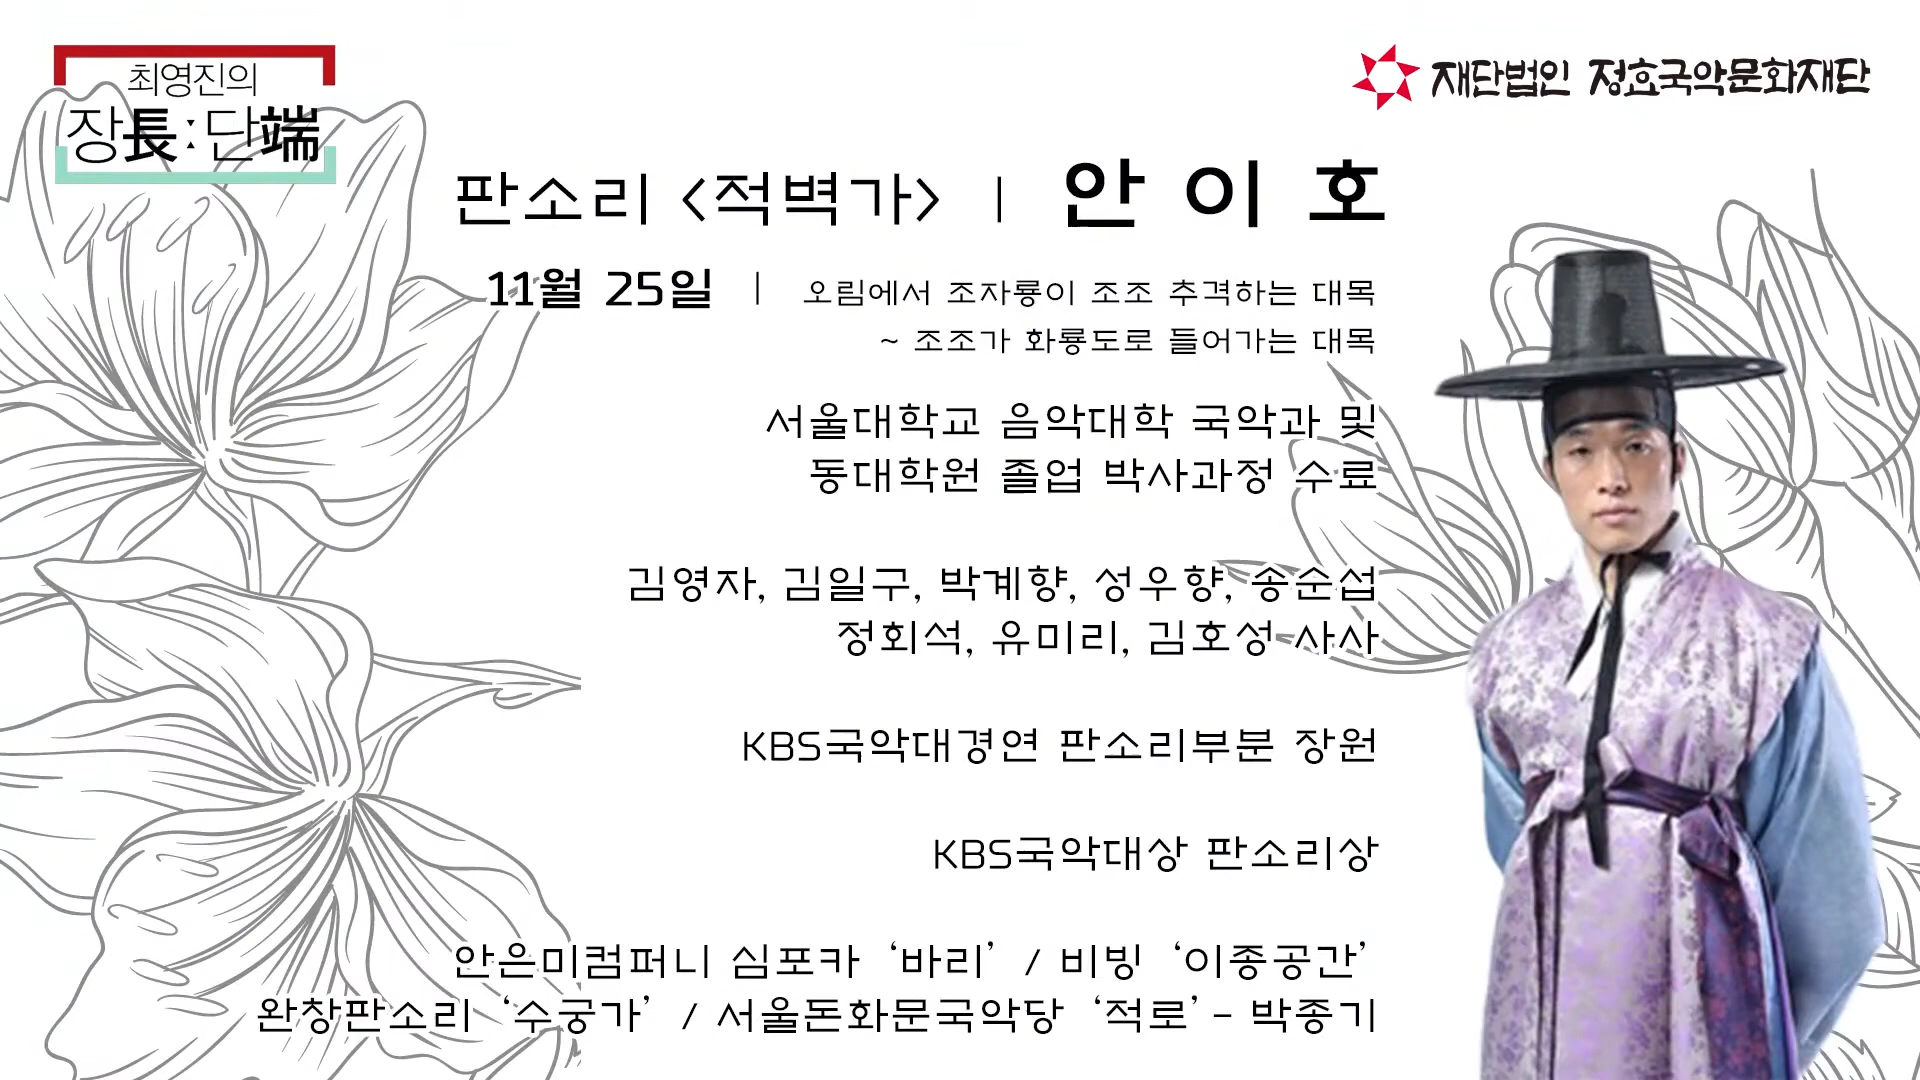 최영진의
장長:단端
재단법인 정효국악문화재단
판소리 <적벽가> | 안이호
11월 25일 | 오림에서 조자룡이 조조 추격하는 대목
~ 조조가 화룡도로 들어가는 대목
서울대학교 음악대학 국악과 및
동대학원 졸업 박사과정 수료
김영자, 김일구, 박계향, 성우향, 송순섭
정회석, 유미리, 김호성 사사
KBS국악대경연 판소리부분 장원
KBS국악대상 판소리상
안은미컴퍼니 심포카 ‘바리’ / 비빙 ‘이종공간’
완창판소리 ‘수궁가’ / 서울돈화문국악당 ‘적로’ - 박종기